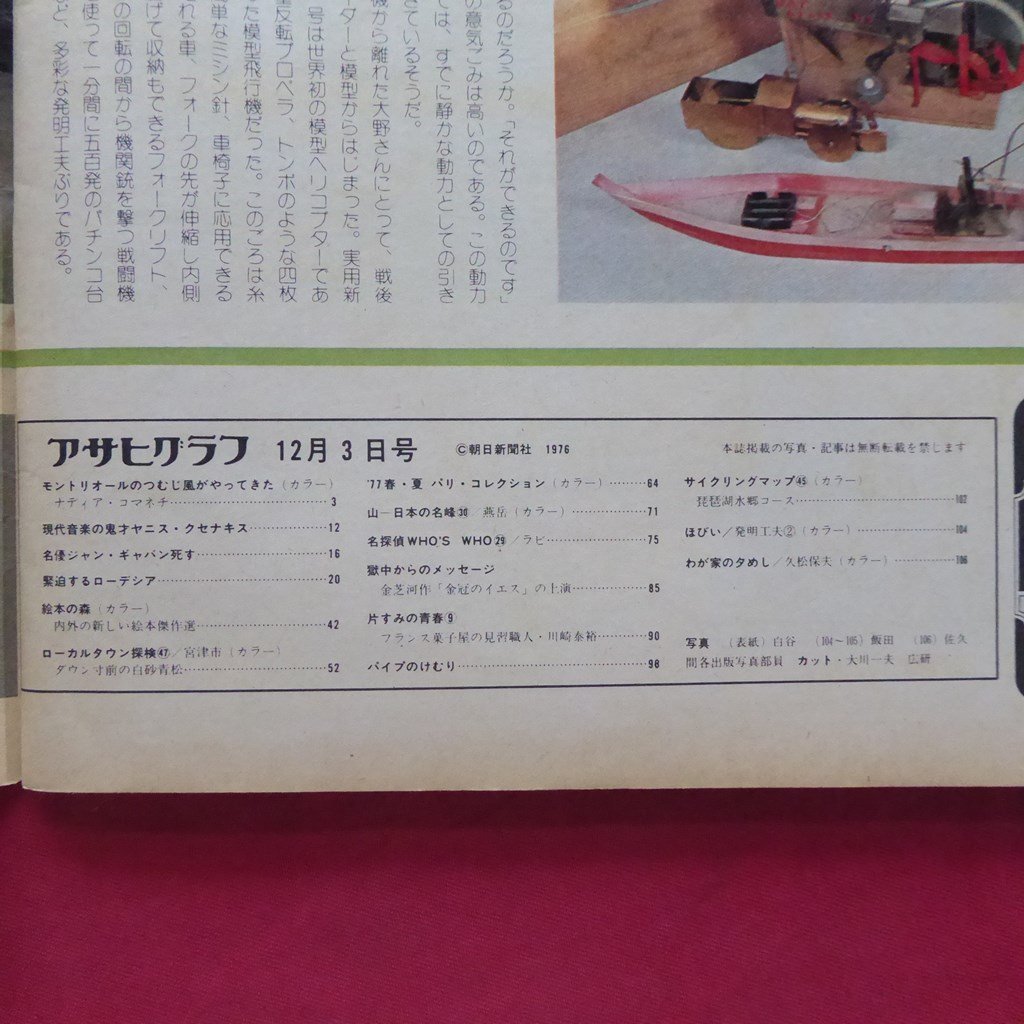 るのだろうか。「それができるのです」
の意気ごみは高いのである。この動力
では、すでに静かな動力としての引き
きているそうだ。
機から離れた大野さんにとって、戦後
ーターと模型からはじまった。実用新
号は世界初の模型ヘリコプターであ
型反転プロペラ、トンボのような四枚
た模型飛行機だった。このころは糸
単なミシン針、車椅子に応用できる
れる車、フォークの先が伸縮し内側
げて収納もできるフォークリフト、
の回転の間から機関銃を撃つ戦闘機
使って一分間に五百発のパチンコ台
ど、多彩な発明工夫ぶりである。
アサヒグラフ 12月3日号 ©朝日新聞社 1976 本誌掲載の写真・記事は無断転載を禁じます
モントリオールのつむじ風がやってきた（カラー）
ナディア・コマネチ……3
現代音楽の鬼才ヤニス・クセナキス……12
名優ジャン・ギャバン死す……16
緊迫するローデシア……20
絵本の森（カラー）
内外の新しい絵本傑作選……42
ローカルタウン探検㊼／宮津市（カラー）
ダウン寸前の白砂青松……52
'77春・夏 パリ・コレクション（カラー）……64
山―日本の名峰㉚／燕岳（カラー）……71
名探偵WHO'S WHO㉙／ラビ……75
獄中からのメッセージ
金芝河作「金冠のイエス」の上演……85
片すみの青春⑨
フランス菓子屋の見習職人・川崎泰裕……90
パイプのけむり……98
サイクリングマップ㊺（カラー）
琵琶湖水郷コース……102
ほびい／発明工夫②（カラー）……104
わが家の夕めし／久松保夫（カラー）……106
写真 （表紙）白谷 （104〜105）飯田 （106）佐久
間各出版写真部員 カット・大川一夫 広研